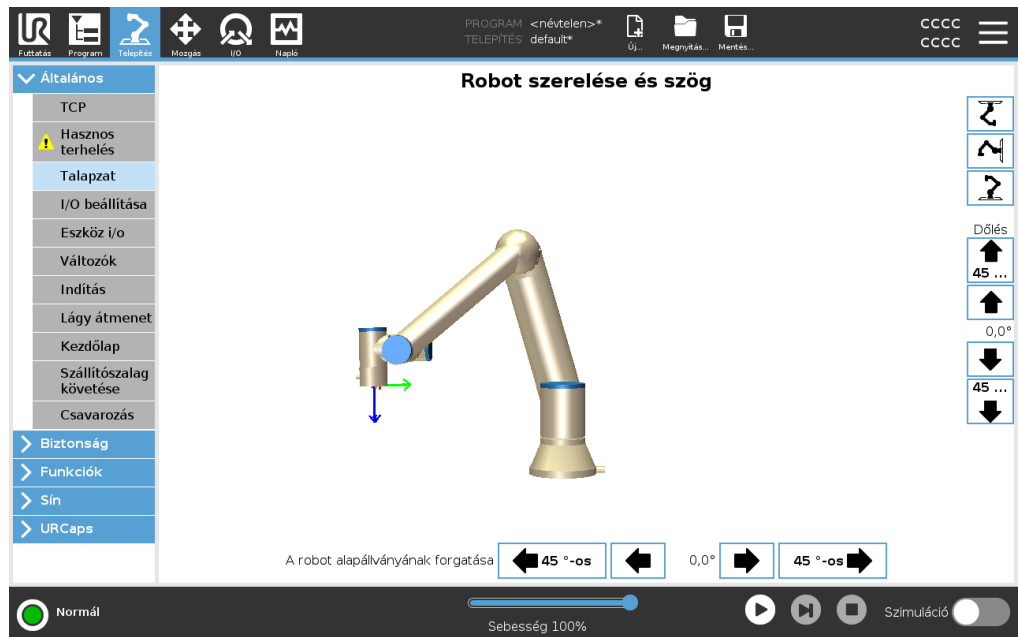 UR
Futtatás
Program
Telepítés
Mozgás
I/O
Napló
PROGRAM <névtelen>*
TELEPÍTÉS default*
Új...
Megnyitás...
Mentés...
cccc
cccc
Általános
TCP
Hasznos
terhelés
Talapzat
I/O beállítása
Eszköz i/o
Változók
Indítás
Lágy átmenet
Kezdőlap
Szállítószalag
követése
Csavarozás
Biztonság
Funkciók
Sín
URCaps
Robot szerelése és szög
Dőlés
45 ...
0,0°
45 ...
A robot alapállványának forgatása
45 °-os
0,0°
45 °-os
Normál
Sebesség 100%
Szimuláció